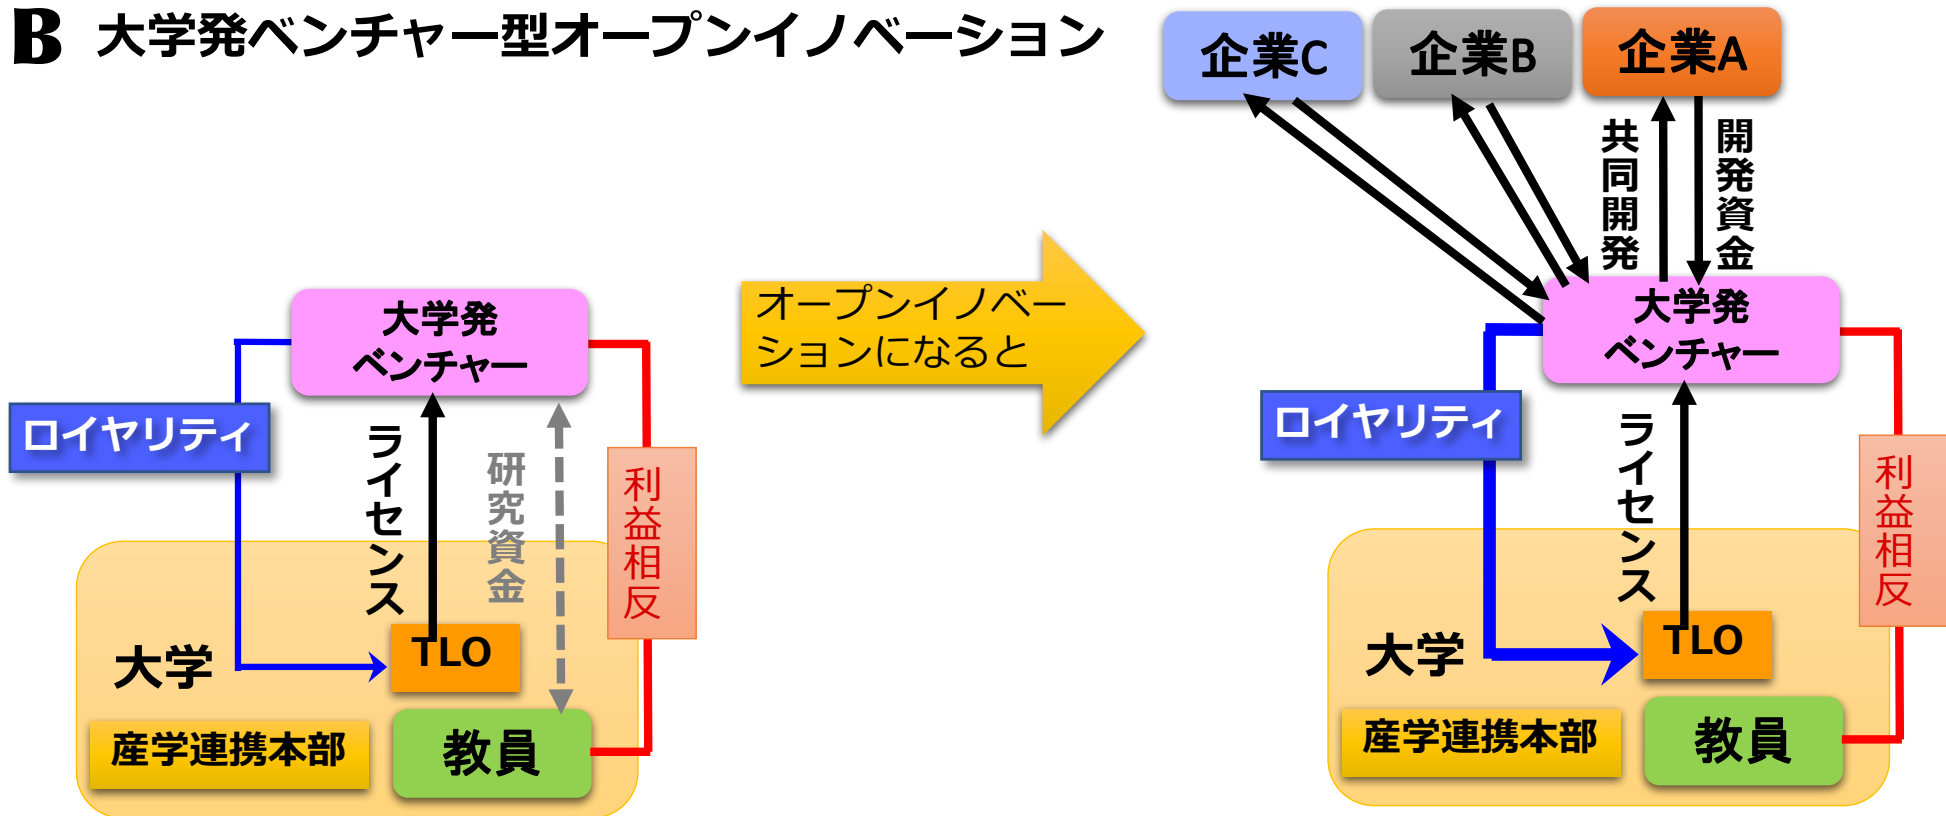 B 大学発ベンチャー型オープンイノベーション
大学発
ベンチャー
ロイヤリティ
ライセンス
研究資金
利益相反
大学
TLO
産学連携本部
教員
オープンイノベー
ションになると
企業C
企業B
企業A
共同開発
開発資金
大学発
ベンチャー
ロイヤリティ
ライセンス
利益相反
大学
TLO
産学連携本部
教員